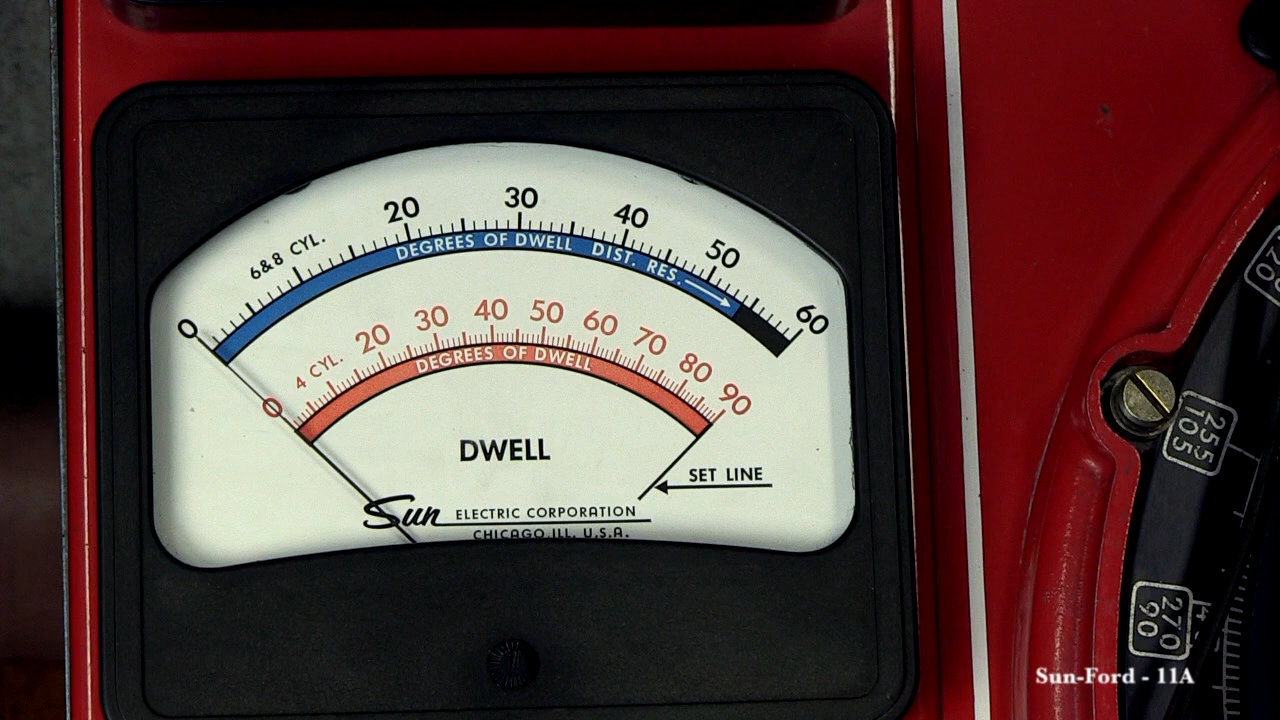 0 20 30 40 50 60
6&8 CYL.
DEGREES OF DWELL DIST. RES.
0 20 30 40 50 60 70 80 90
4 CYL.
DEGREES OF DWELL
DWELL
SET LINE
Sun ELECTRIC CORPORATION
CHICAGO, ILL. U.S.A.
255
105
270
90
Sun-Ford - 11A